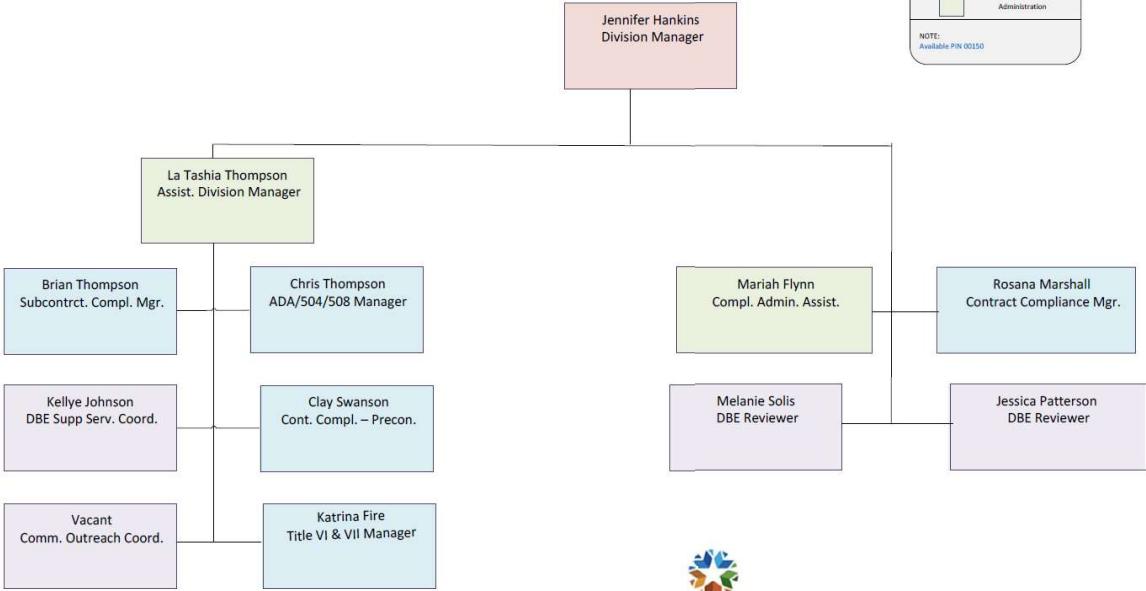 Jennifer Hankins
Division Manager
Administration
NOTE:
Available PIN 00150
La Tashia Thompson
Assist. Division Manager
Brian Thompson
Subcontrct. Compl. Mgr.
Chris Thompson
ADA/504/508 Manager
Mariah Flynn
Compl. Admin. Assist.
Rosana Marshall
Contract Compliance Mgr.
Kellye Johnson
DBE Supp Serv. Coord.
Clay Swanson
Cont. Compl. – Precon.
Melanie Solis
DBE Reviewer
Jessica Patterson
DBE Reviewer
Vacant
Comm. Outreach Coord.
Katrina Fire
Title VI & VII Manager